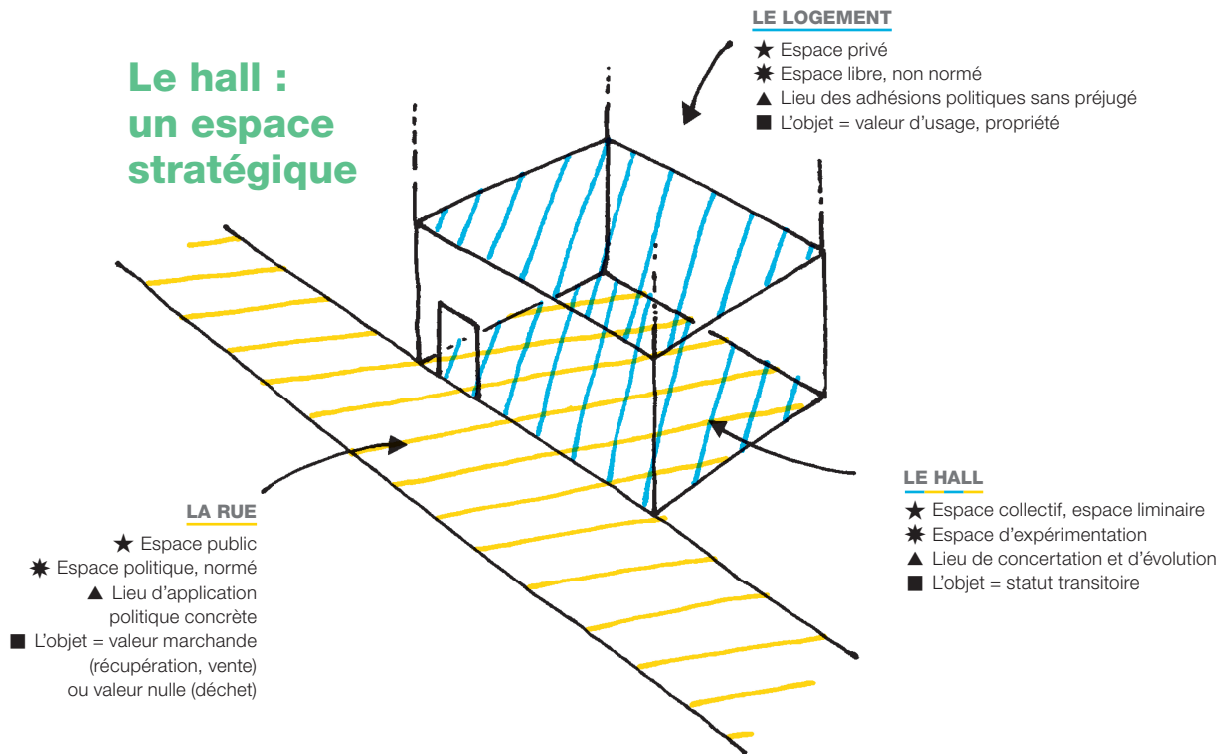 Le hall :
un espace
stratégique
LE LOGEMENT
★ Espace privé
✷ Espace libre, non normé
▲ Lieu des adhésions politiques sans préjugé
■ L’objet = valeur d’usage, propriété
LA RUE
★ Espace public
✷ Espace politique, normé
▲ Lieu d’application
politique concrète
■ L’objet = valeur marchande
(récupération, vente)
ou valeur nulle (déchet)
LE HALL
★ Espace collectif, espace liminaire
✷ Espace d’expérimentation
▲ Lieu de concertation et d’évolution
■ L’objet = statut transitoire